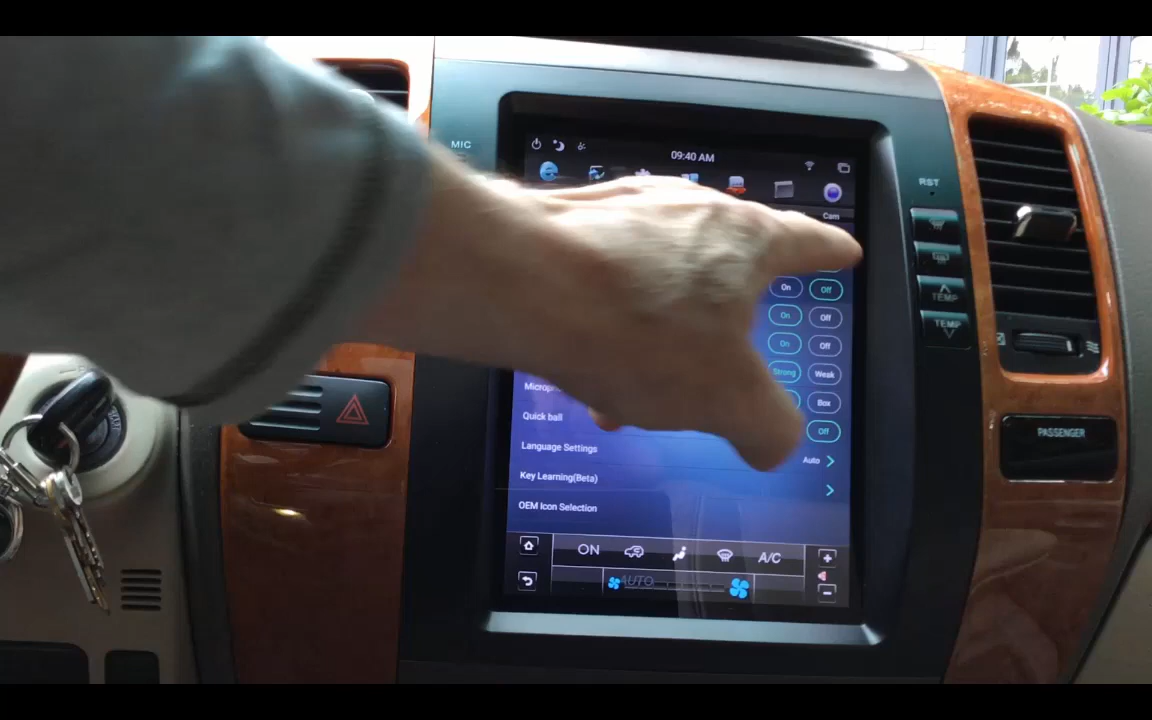 MIC
09:40 AM
RST
Cam
On Off
On Off
TEMP
On Off
TEMP
Strong Weak
Box
Quick ball Off
PASSENGER
Language Settings Auto
Key Learning(Beta)
OEM Icon Selection
ON A/C
AUTO